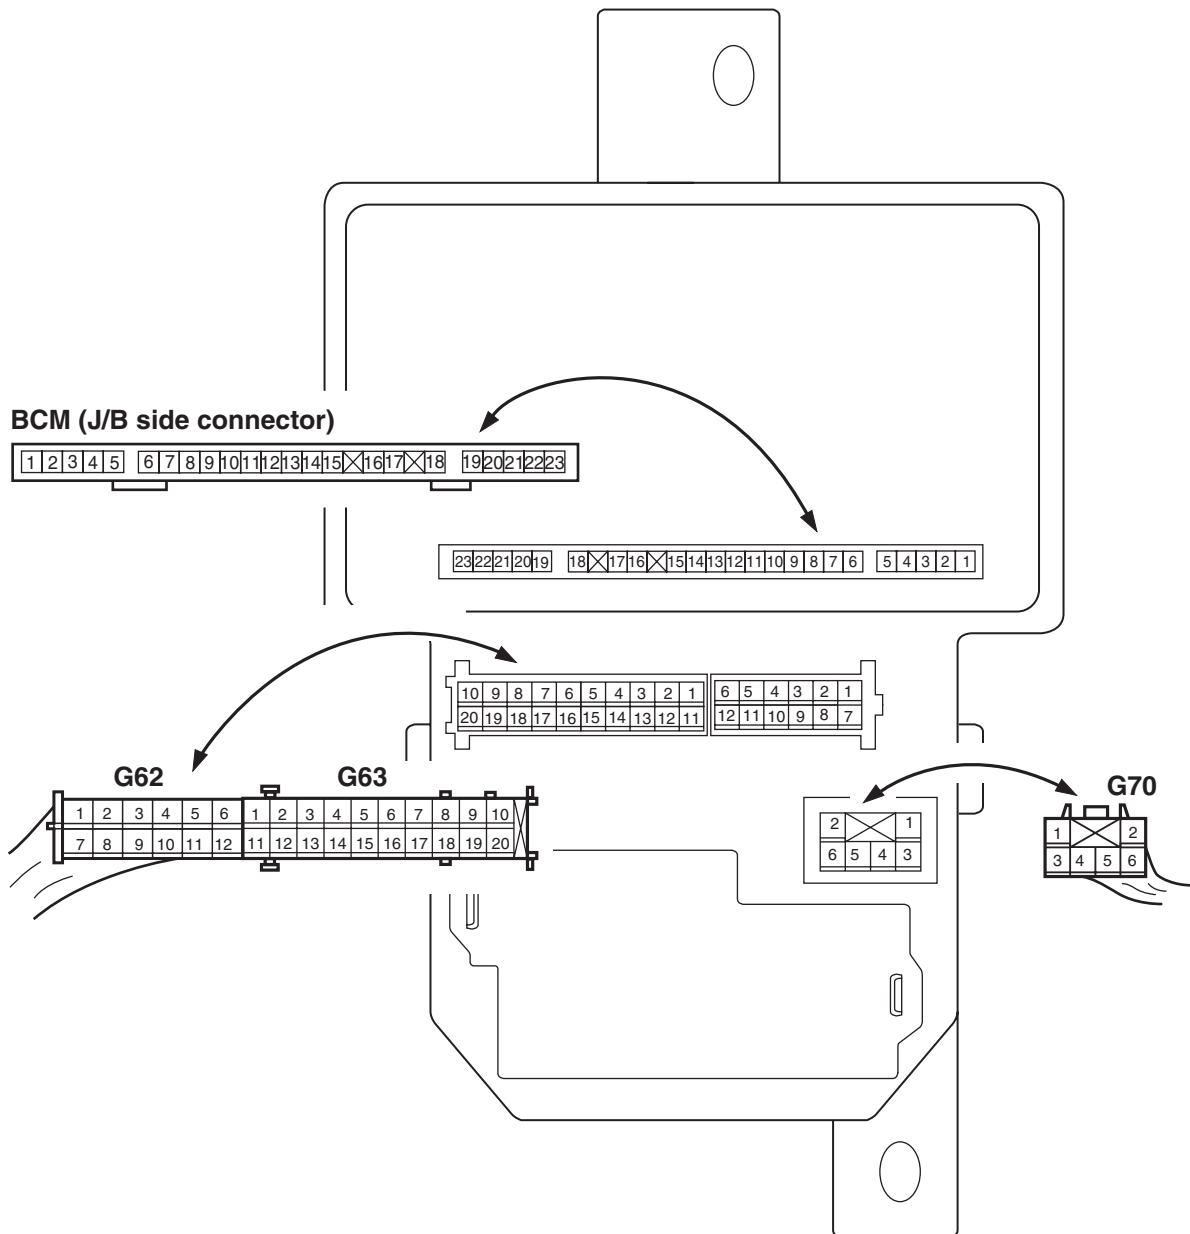 BCM (J/B side connector)
1 2 3 4 5 6 7 8 9 10 11 12 13 14 15 16 17 18 19 20 21 22 23
23 22 21 20 19 18 17 16 15 14 13 12 11 10 9 8 7 6 5 4 3 2 1
10 9 8 7 6 5 4 3 2 1 6 5 4 3 2 1
20 19 18 17 16 15 14 13 12 11 12 11 10 9 8 7
G62 G63
1 2 3 4 5 6 1 2 3 4 5 6 7 8 9 10
7 8 9 10 11 12 11 12 13 14 15 16 17 18 19 20
2 1
6 5 4 3
G70
1 2
3 4 5 6